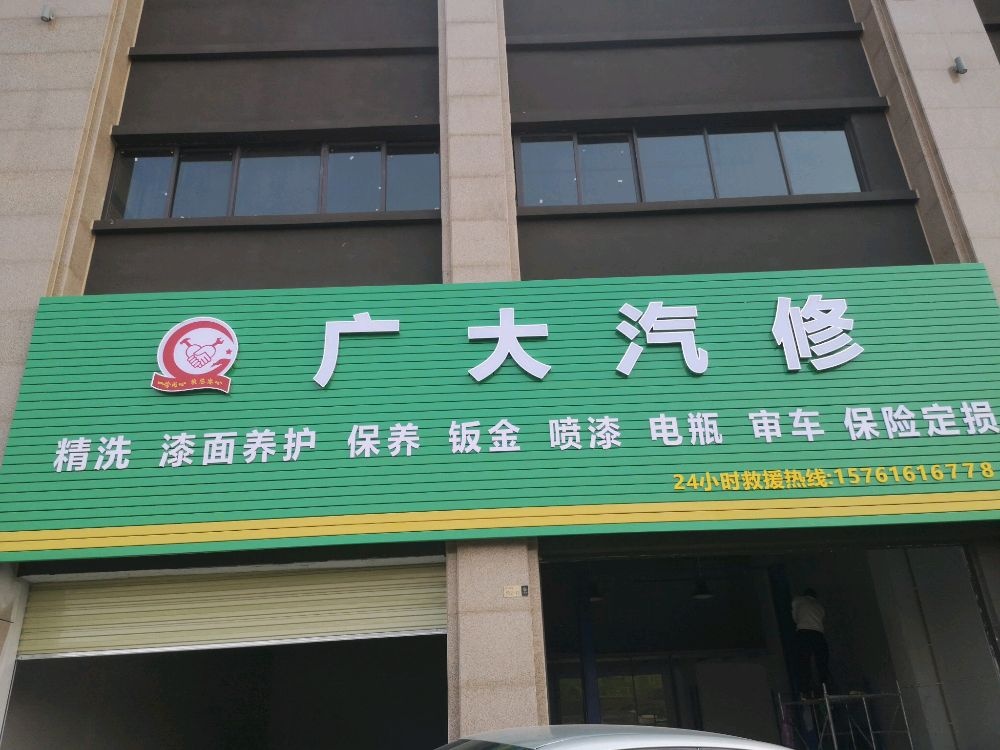 广大汽修
精洗 漆面养护 保养 钣金 喷漆 电瓶 审车 保险定损
24小时救援热线:15761616778